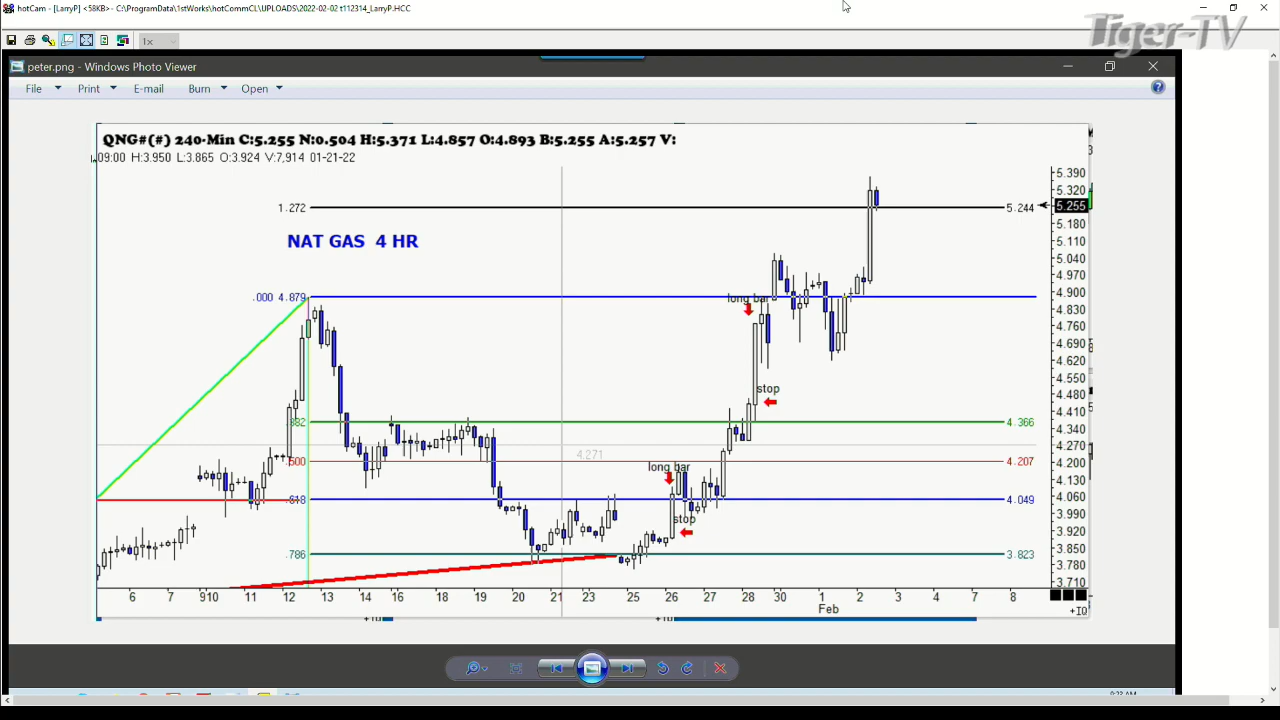 hotCam - [LarryP] <58KB> - C:\ProgramData\1stWorks\hotCommCL\UPLOADS\2022-02-02 t112314_LarryP.HCC
Tiger-TV
1x
peter.png - Windows Photo Viewer
File Print E-mail Burn Open
QNG#(#) 240-Min C:5.255 N:0.504 H:5.371 L:4.857 O:4.893 B:5.255 A:5.257 V:
09:00 H:3.950 L:3.865 O:3.924 V:7,914 01-21-22
5.390
5.320
1.272 5.244 5.255
5.180
NAT GAS 4 HR 5.110
5.040
4.970
.000 4.879 long bar 4.900
4.830
4.760
4.690
4.620
4.550
stop 4.480
4.410
.382 4.366
4.340
4.271 4.270
.500 4.207 4.200
long bar 4.130
.618 4.049 4.060
stop 3.990
3.920
.786 3.823 3.850
3.780
3.710
6 7 9 10 11 12 13 14 16 18 19 20 21 23 25 26 27 28 30 1 2 3 4 7 8
Feb
+IQ